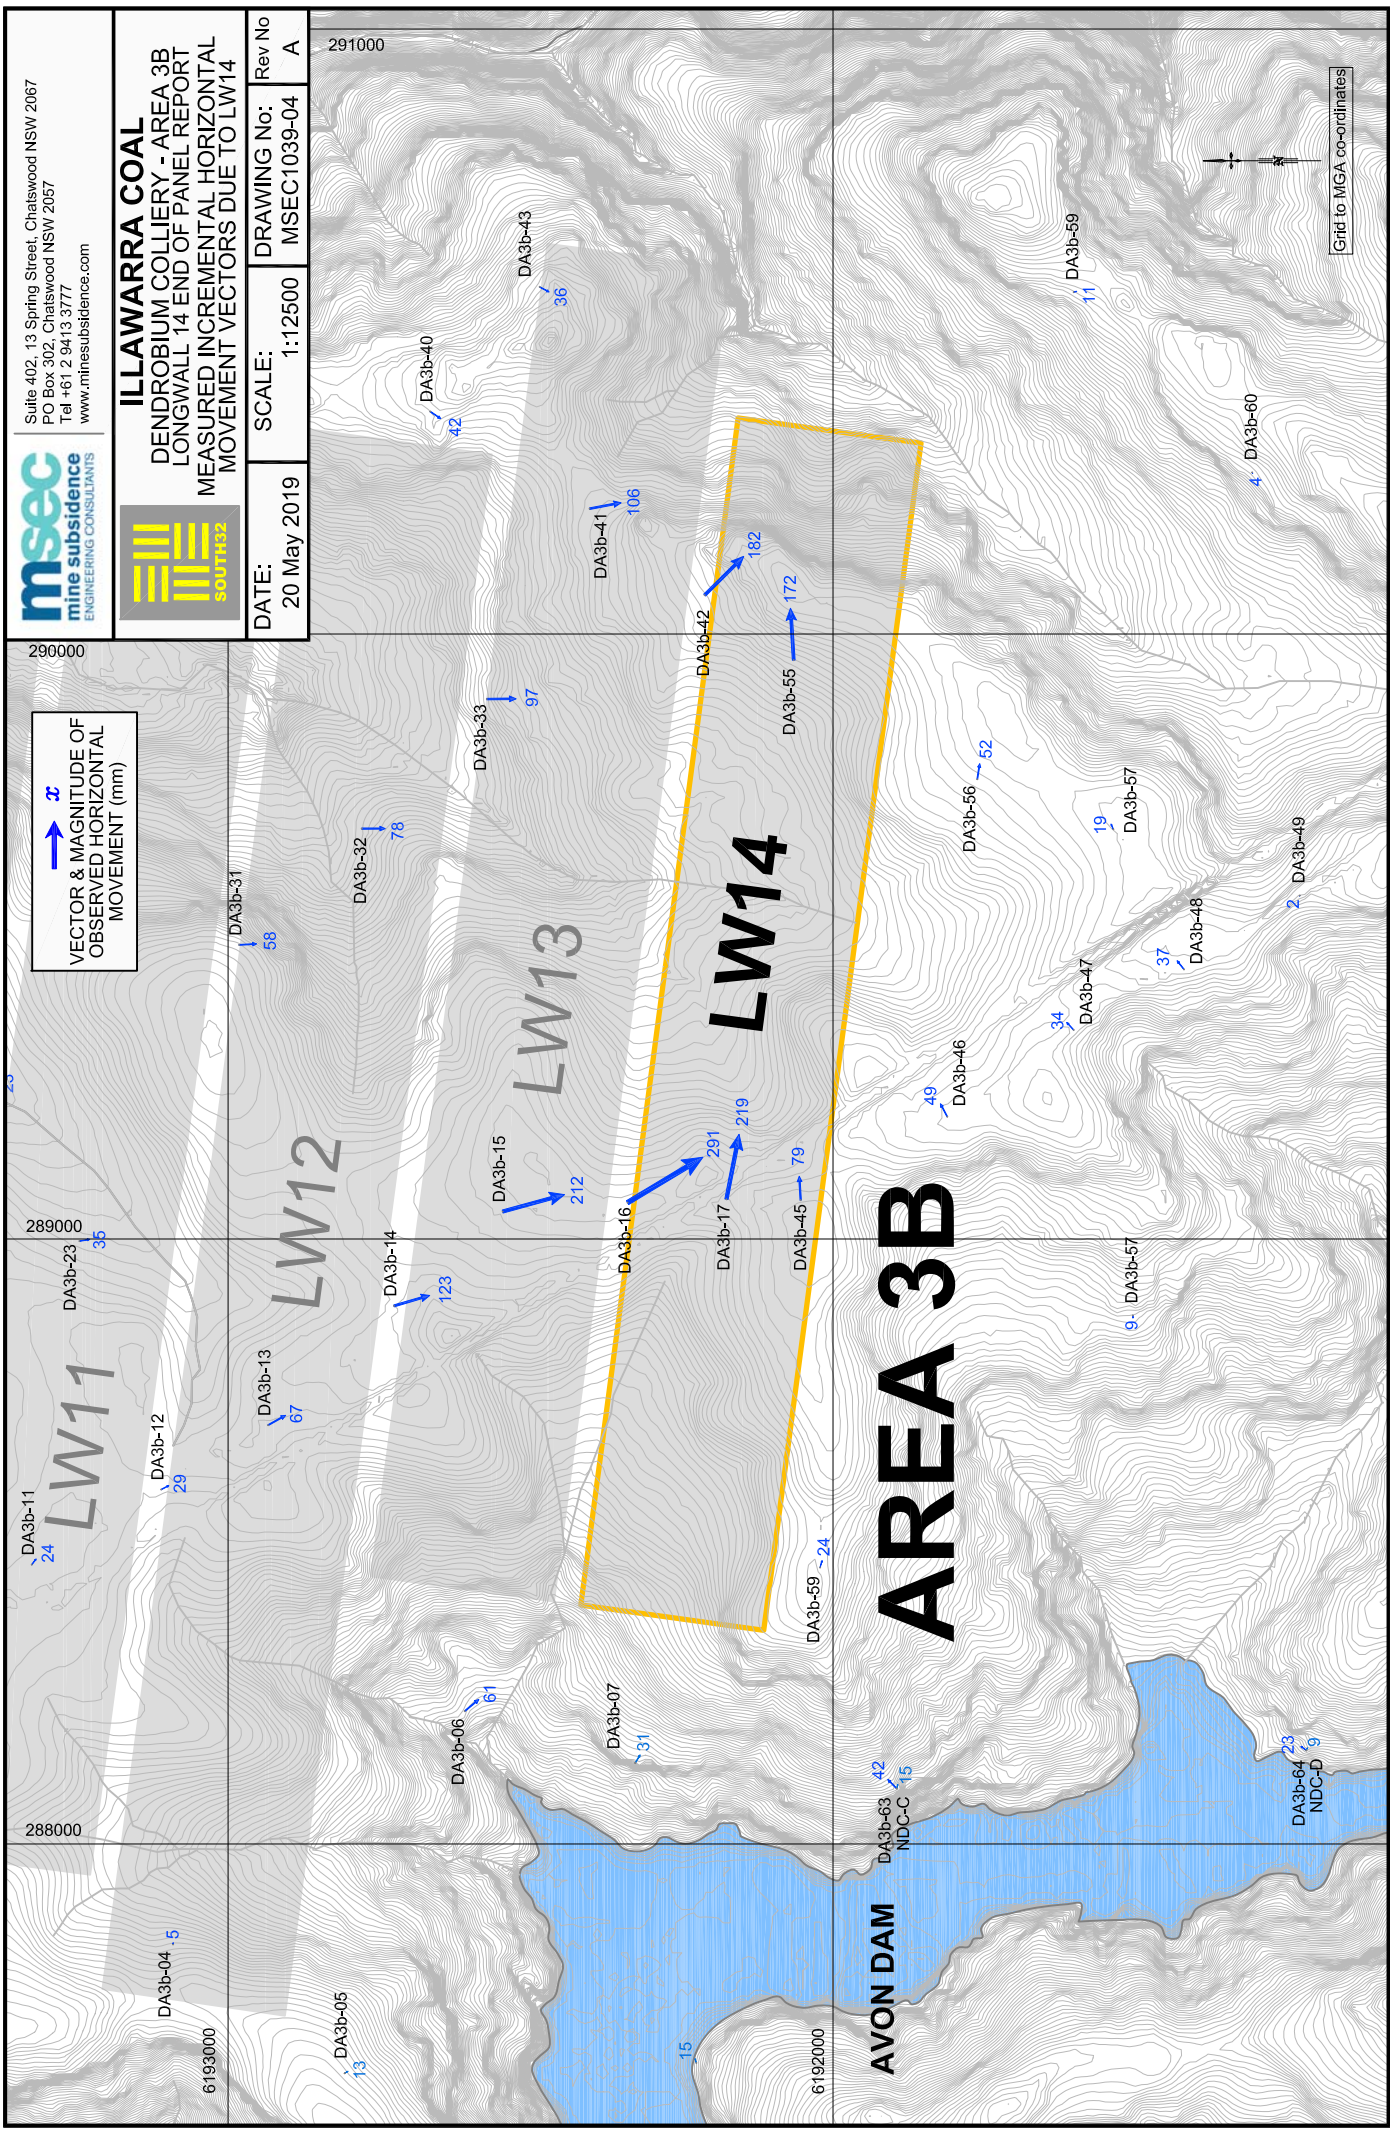 msec
mine subsidence
ENGINEERING CONSULTANTS
Suite 402, 13 Spring Street, Chatswood NSW 2067
PO Box 302, Chatswood NSW 2057
Tel +61 2 9413 3777
www.minesubsidence.com
SOUTH32
ILLAWARRA COAL
DENDROBIUM COLLIERY - AREA 3B
LONGWALL 14 END OF PANEL REPORT
MEASURED INCREMENTAL HORIZONTAL
MOVEMENT VECTORS DUE TO LW14
DATE:
20 May 2019
SCALE:
1:12500
DRAWING No:
MSEC1039-04
Rev No
A
x
VECTOR & MAGNITUDE OF
OBSERVED HORIZONTAL
MOVEMENT (mm)
288000
289000
290000
291000
6193000
6192000
LW11
LW12
LW13
LW14
AREA 3B
AVON DAM
DA3b-04
5
DA3b-05
13
15
DA3b-06
61
DA3b-07
31
DA3b-11
24
DA3b-12
29
DA3b-13
67
DA3b-14
123
DA3b-15
212
DA3b-16
291
DA3b-17
219
DA3b-45
79
DA3b-23
35
23
DA3b-31
58
DA3b-32
78
DA3b-33
97
DA3b-40
42
DA3b-41
106
DA3b-42
182
DA3b-43
36
DA3b-55
172
DA3b-56
52
DA3b-57
19
DA3b-46
49
DA3b-47
34
DA3b-48
37
DA3b-49
2
DA3b-57
9
DA3b-59
24
DA3b-59
11
DA3b-60
4
DA3b-63
NDC-C
42
15
DA3b-64
NDC-D
23
9
N
Grid to MGA co-ordinates